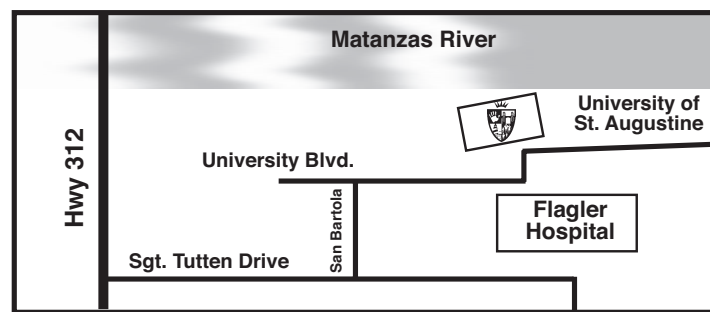 Matanzas River
University of
St. Augustine
Hwy 312
University Blvd.
San Bartola
Flagler
Hospital
Sgt. Tutten Drive